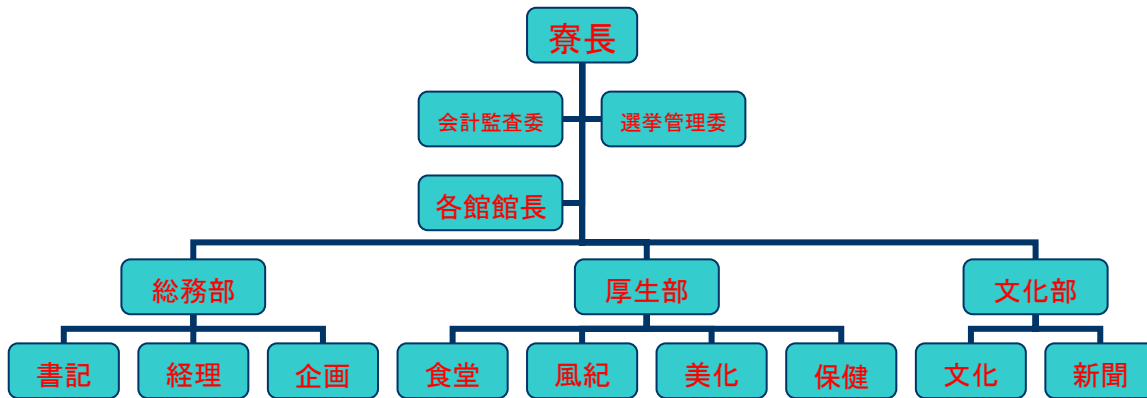 寮長
会計監査委
選挙管理委
各館館長
総務部
厚生部
文化部
書記
経理
企画
食堂
風紀
美化
保健
文化
新聞